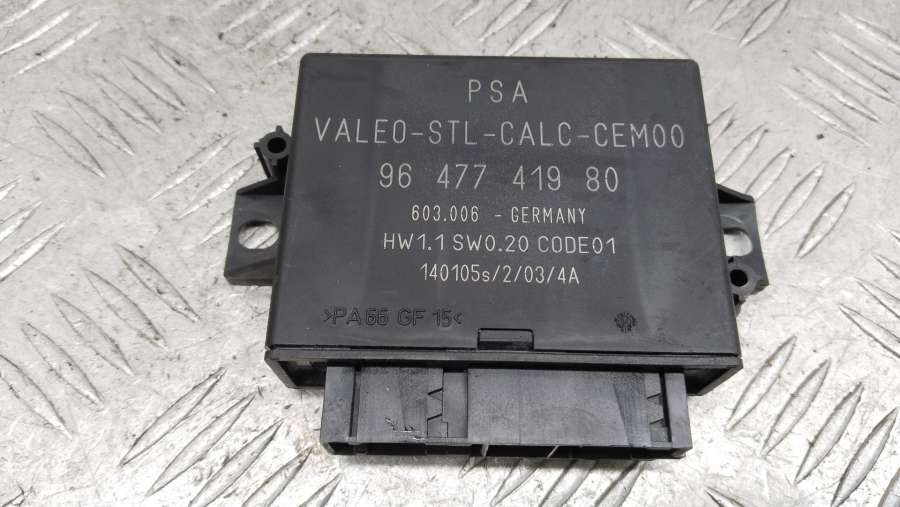 PSA
VALEO-STL-CALC-CEM00
96 477 419 80
603.006 - GERMANY
HW1.1 SW0.20 CODE01
140105s/2/03/4A
>PA66 GF 15<